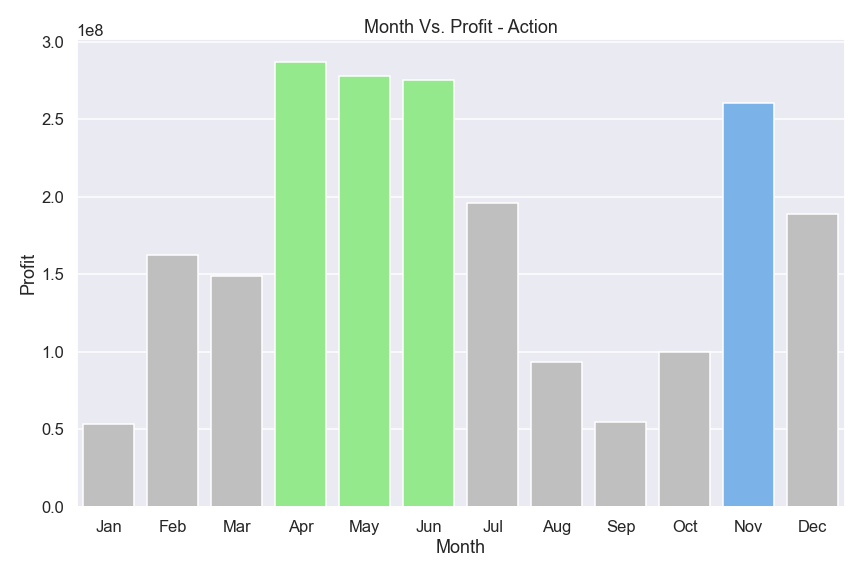 Month Vs. Profit - Action
1e8
3.0
2.5
2.0
1.5
1.0
0.5
0.0
Profit
Jan Feb Mar Apr May Jun Jul Aug Sep Oct Nov Dec
Month